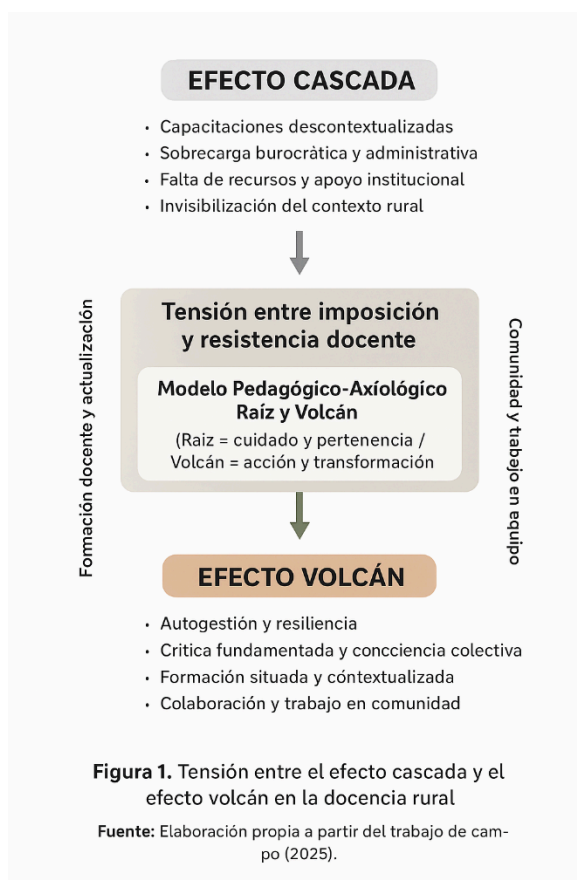 EFECTO CASCADA
· Capacitaciones descontextualizadas
· Sobrecarga burocràtica y administrativa
· Falta de recursos y apoyo institucional
· Invisibilización del contexto rural
Formación docente y actualización
Tensión entre imposición
y resistencia docente
Modelo Pedagógico-Axíológíco
Raíz y Volcán
(Raiz = cuidado y pertenencia /
Volcán = acción y transformación
Comunidad y trabajo en equipo
EFECTO VOLCÁN
· Autogestión y resiliencia
· Critica fundamentada y concciencia colectiva
· Formación situada y cóntextualizada
· Colaboración y trabajo en comunidad
Figura 1. Tensión entre el efecto cascada y el
efecto volcán en la docencia rural
Fuente: Elaboración propia a partir del trabajo de cam-
po (2025).